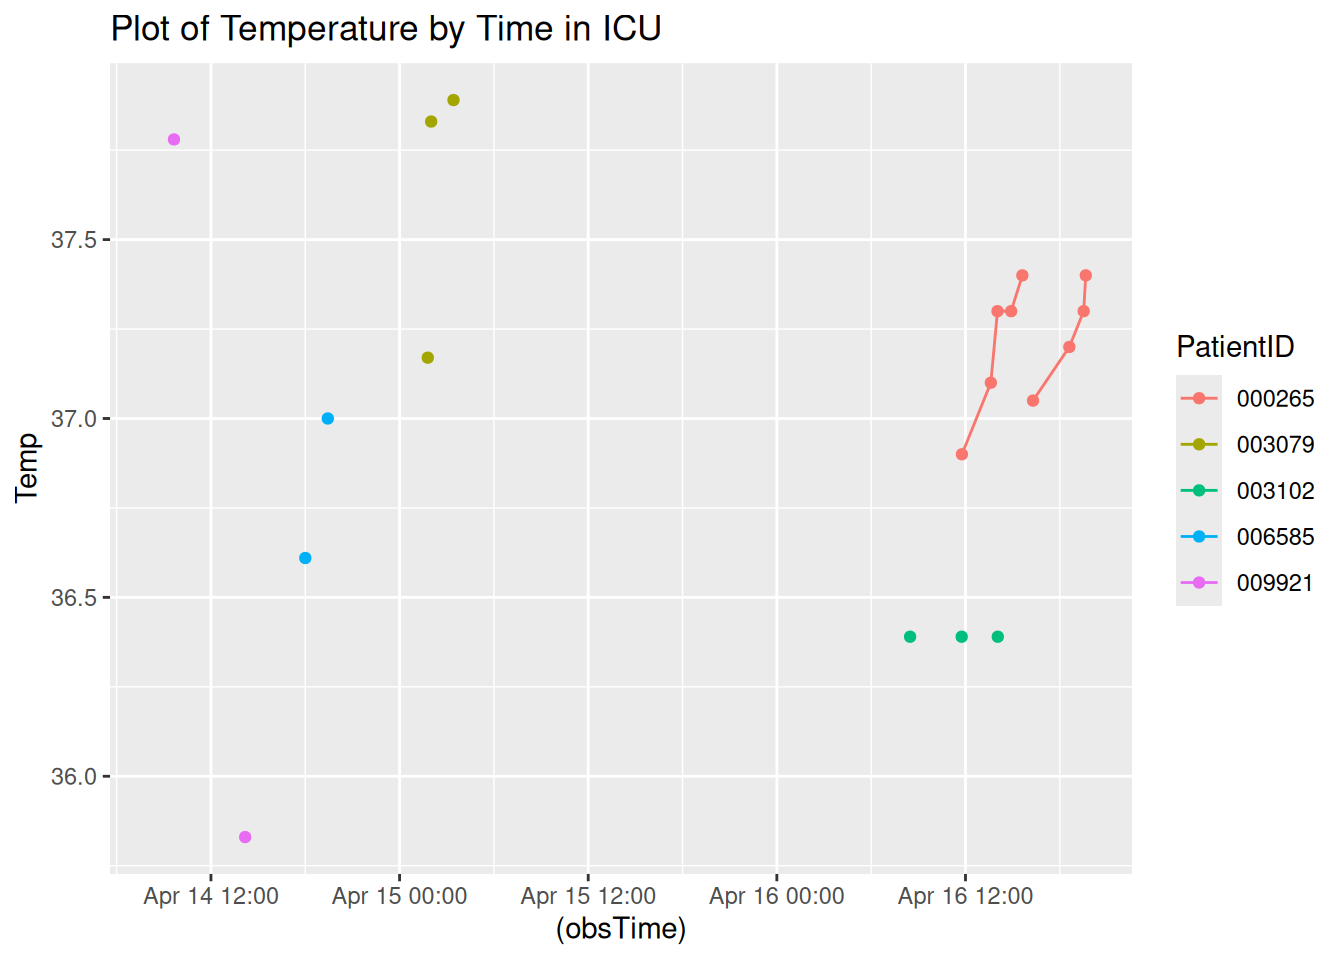 Plot of Temperature by Time in ICU
37.5
37.0
36.5
36.0
Temp
Apr 14 12:00 Apr 15 00:00 Apr 15 12:00 Apr 16 00:00 Apr 16 12:00
(obsTime)
PatientID
000265
003079
003102
006585
009921